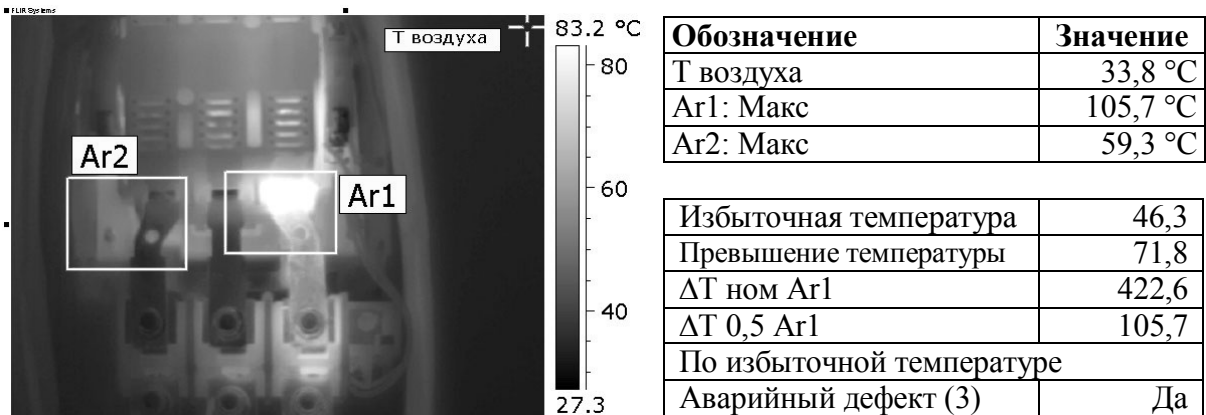 FLIR Systems
Т воздуха
83.2 °C
80
60
40
27.3
Ar2
Ar1
Обозначение Значение
Т воздуха 33,8 °C
Ar1: Макс 105,7 °C
Ar2: Макс 59,3 °C
Избыточная температура 46,3
Превышение температуры 71,8
ΔT ном Ar1 422,6
ΔT 0,5 Ar1 105,7
По избыточной температуре
Аварийный дефект (3) Да